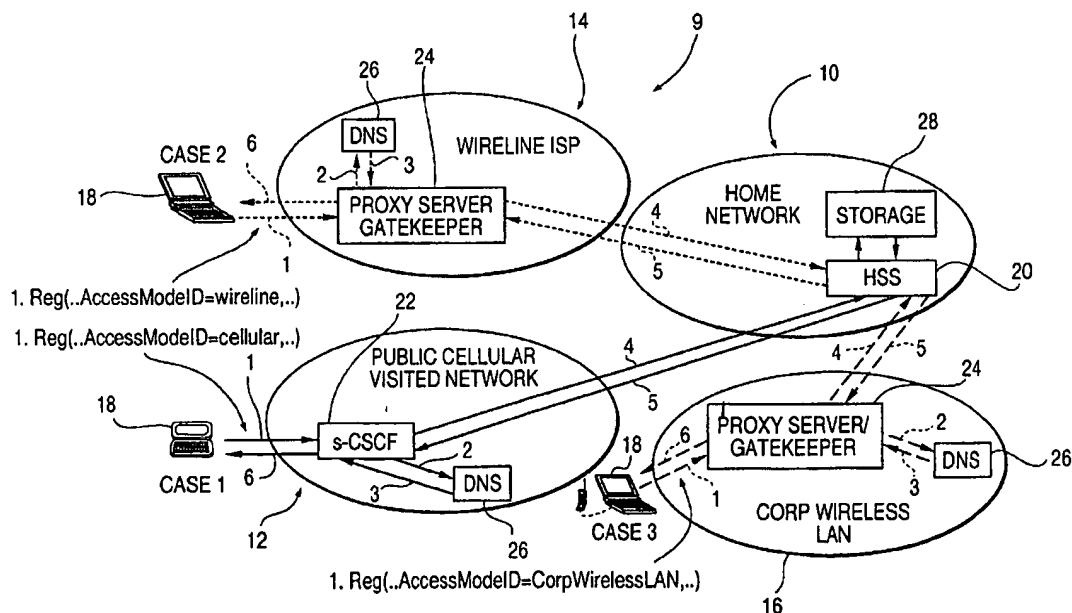 14
9
24
26
10
DNS
WIRELINE ISP
28
CASE 2
6
2
3
HOME
NETWORK
STORAGE
18
PROXY SERVER
GATEKEEPER
4
5
1
HSS
20
1. Reg(..AccessModeID=wireline,..)
22
1. Reg(..AccessModeID=cellular,..)
PUBLIC CELLULAR
VISITED NETWORK
4
5
4
5
24
1
18
s-CSCF
PROXY SERVER/
GATEKEEPER
6
2
18
2
3
DNS
26
CASE 1
6
3
DNS
1
CASE 3
CORP WIRELESS
LAN
12
26
1. Reg(..AccessModeID=CorpWirelessLAN,..)
16